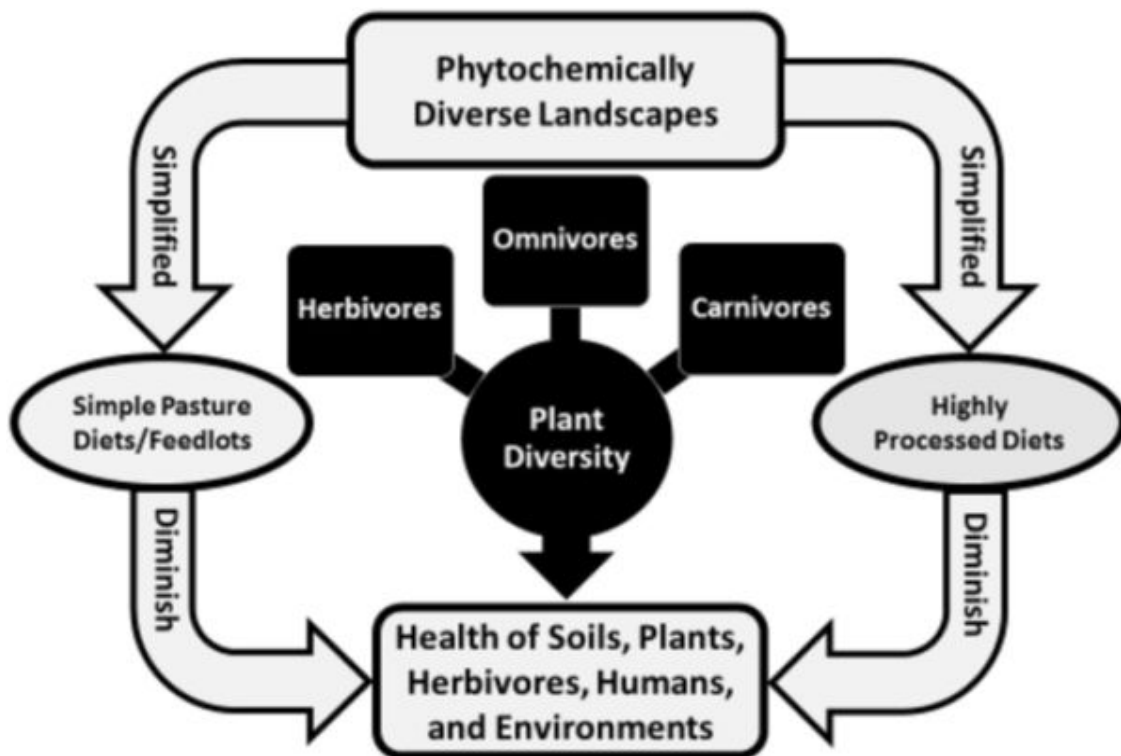 Phytochemically
Diverse Landscapes
Simplified
Simplified
Omnivores
Herbivores
Carnivores
Simple Pasture
Diets/Feedlots
Plant
Diversity
Highly
Processed Diets
Diminish
Diminish
Health of Soils, Plants,
Herbivores, Humans,
and Environments